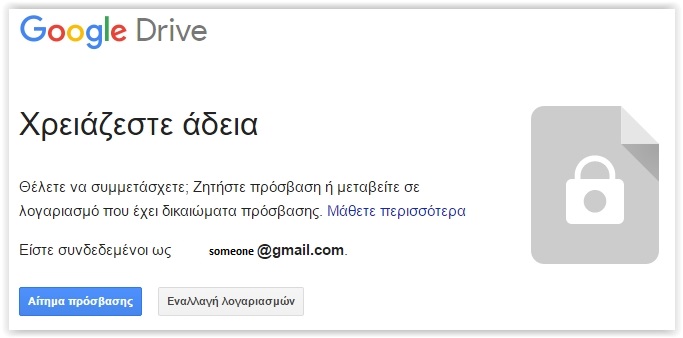 Google Drive
Χρειάζεστε άδεια
Θέλετε να συμμετάσχετε; Ζητήστε πρόσβαση ή μεταβείτε σε
λογαριασμό που έχει δικαιώματα πρόσβασης. Μάθετε περισσότερα
Είστε συνδεδεμένοι ως someone @gmail.com.
Αίτημα πρόσβασης Εναλλαγή λογαριασμών